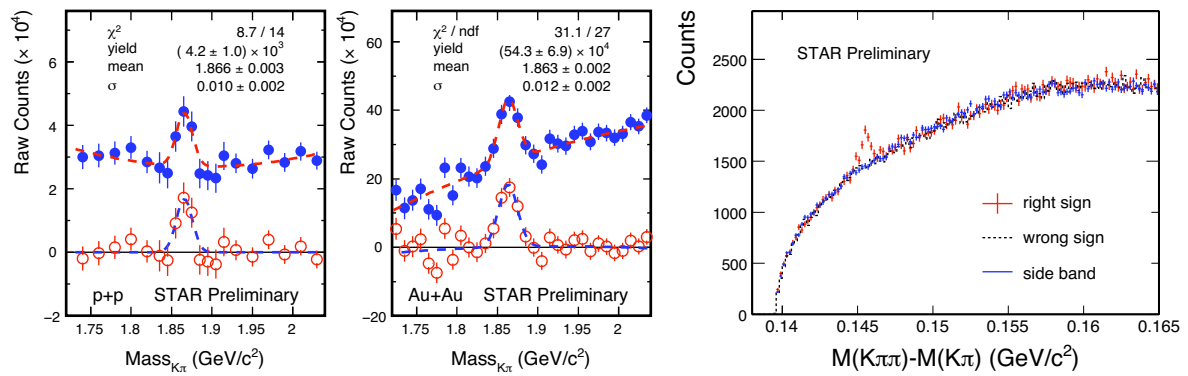 χ² 8.7 / 14
yield (4.2 ± 1.0) × 10³
mean 1.866 ± 0.003
σ 0.010 ± 0.002
Raw Counts (× 10⁴)
6
4
2
0
−2
p+p STAR Preliminary
1.75 1.8 1.85 1.9 1.95 2
Mass_Kπ (GeV/c²)
χ² / ndf 31.1 / 27
yield (54.3 ± 6.9) × 10⁴
mean 1.863 ± 0.002
σ 0.012 ± 0.002
Raw Counts (× 10⁴)
60
40
20
0
−20
Au+Au STAR Preliminary
1.75 1.8 1.85 1.9 1.95 2
Mass_Kπ (GeV/c²)
Counts
STAR Preliminary
2500
2000
1500
1000
500
0
right sign
wrong sign
side band
0.14 0.145 0.15 0.155 0.16 0.165
M(Kππ)-M(Kπ) (GeV/c²)